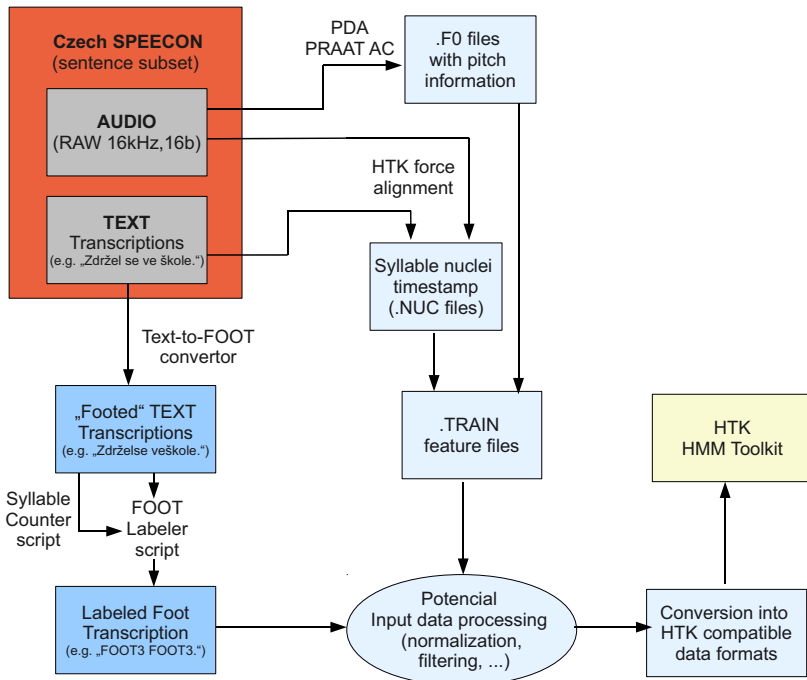 Czech SPEECON
(sentence subset)
AUDIO
(RAW 16kHz,16b)
TEXT
Transcriptions
(e.g. „Zdržel se ve škole.“)
PDA
PRAAT AC
.F0 files
with pitch
information
HTK force
alignment
Syllable nuclei
timestamp
(.NUC files)
Text-to-FOOT
convertor
„Footed“ TEXT
Transcriptions
(e.g. „Zdrželse veškole.“)
.TRAIN
feature files
HTK
HMM Toolkit
Syllable
Counter
script
FOOT
Labeler
script
Labeled Foot
Transcription
(e.g. „FOOT3 FOOT3.“)
Potencial
Input data processing
(normalization,
filtering, ...)
Conversion into
HTK compatible
data formats